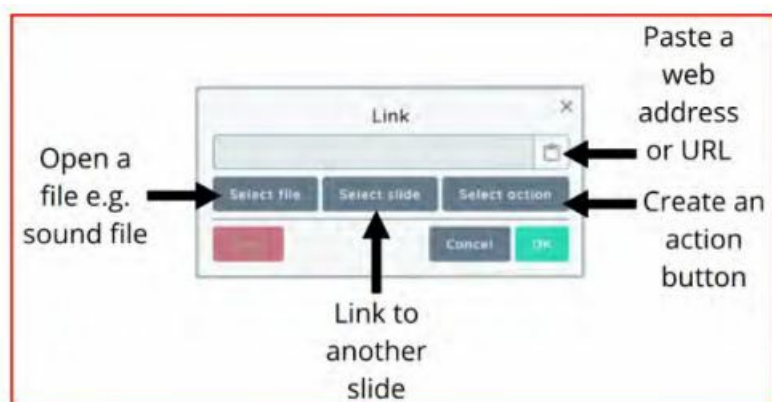 Paste a
web
address
or URL
Link
Open a
file e.g.
sound file
Select file Select slide Select action
Create an
action
button
Cancel OK
Link to
another
slide